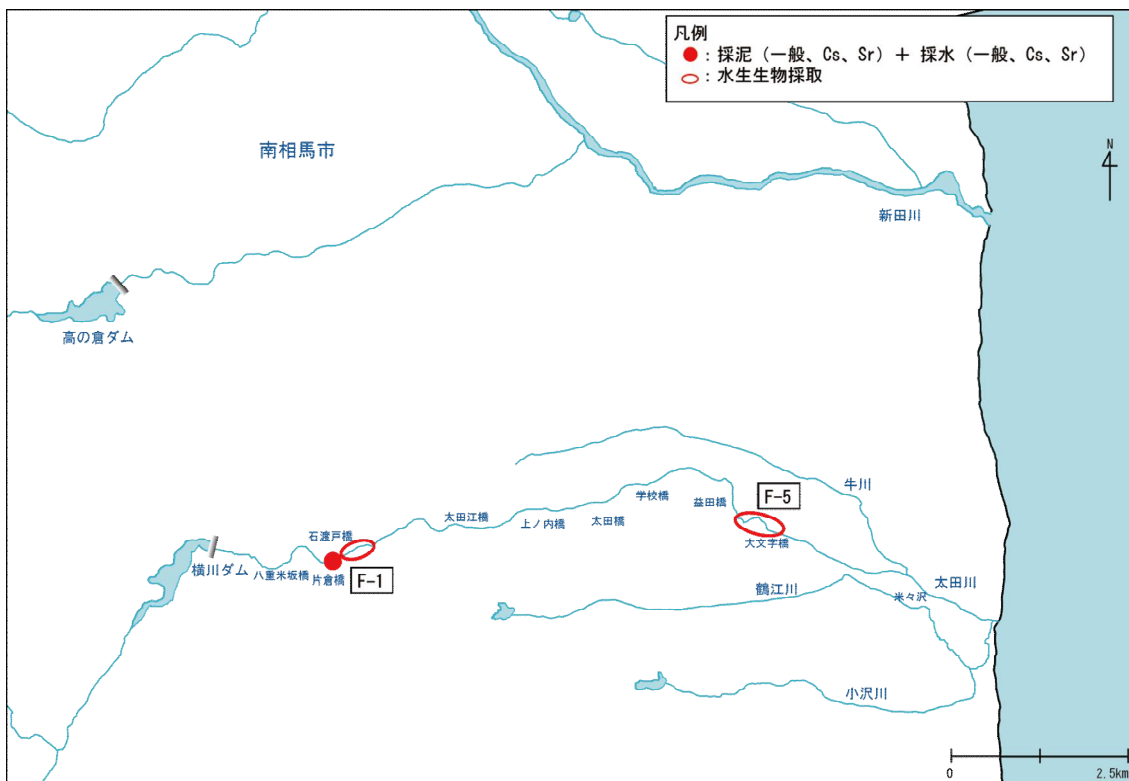 凡例
：採泥（一般、Cs、Sr）＋ 採水（一般、Cs、Sr）
：水生生物採取
南相馬市
N
新田川
高の倉ダム
牛川
学校橋
益田橋
F-5
太田江橋
上ノ内橋
太田橋
石渡戸橋
大文字橋
横川ダム
八重米坂橋
片倉橋
F-1
鶴江川
米々沢
太田川
小沢川
0
2.5km